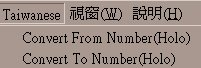 Taiwanese 視窗(W) 說明(H)
Convert From Number(Holo)
Convert To Number(Holo)